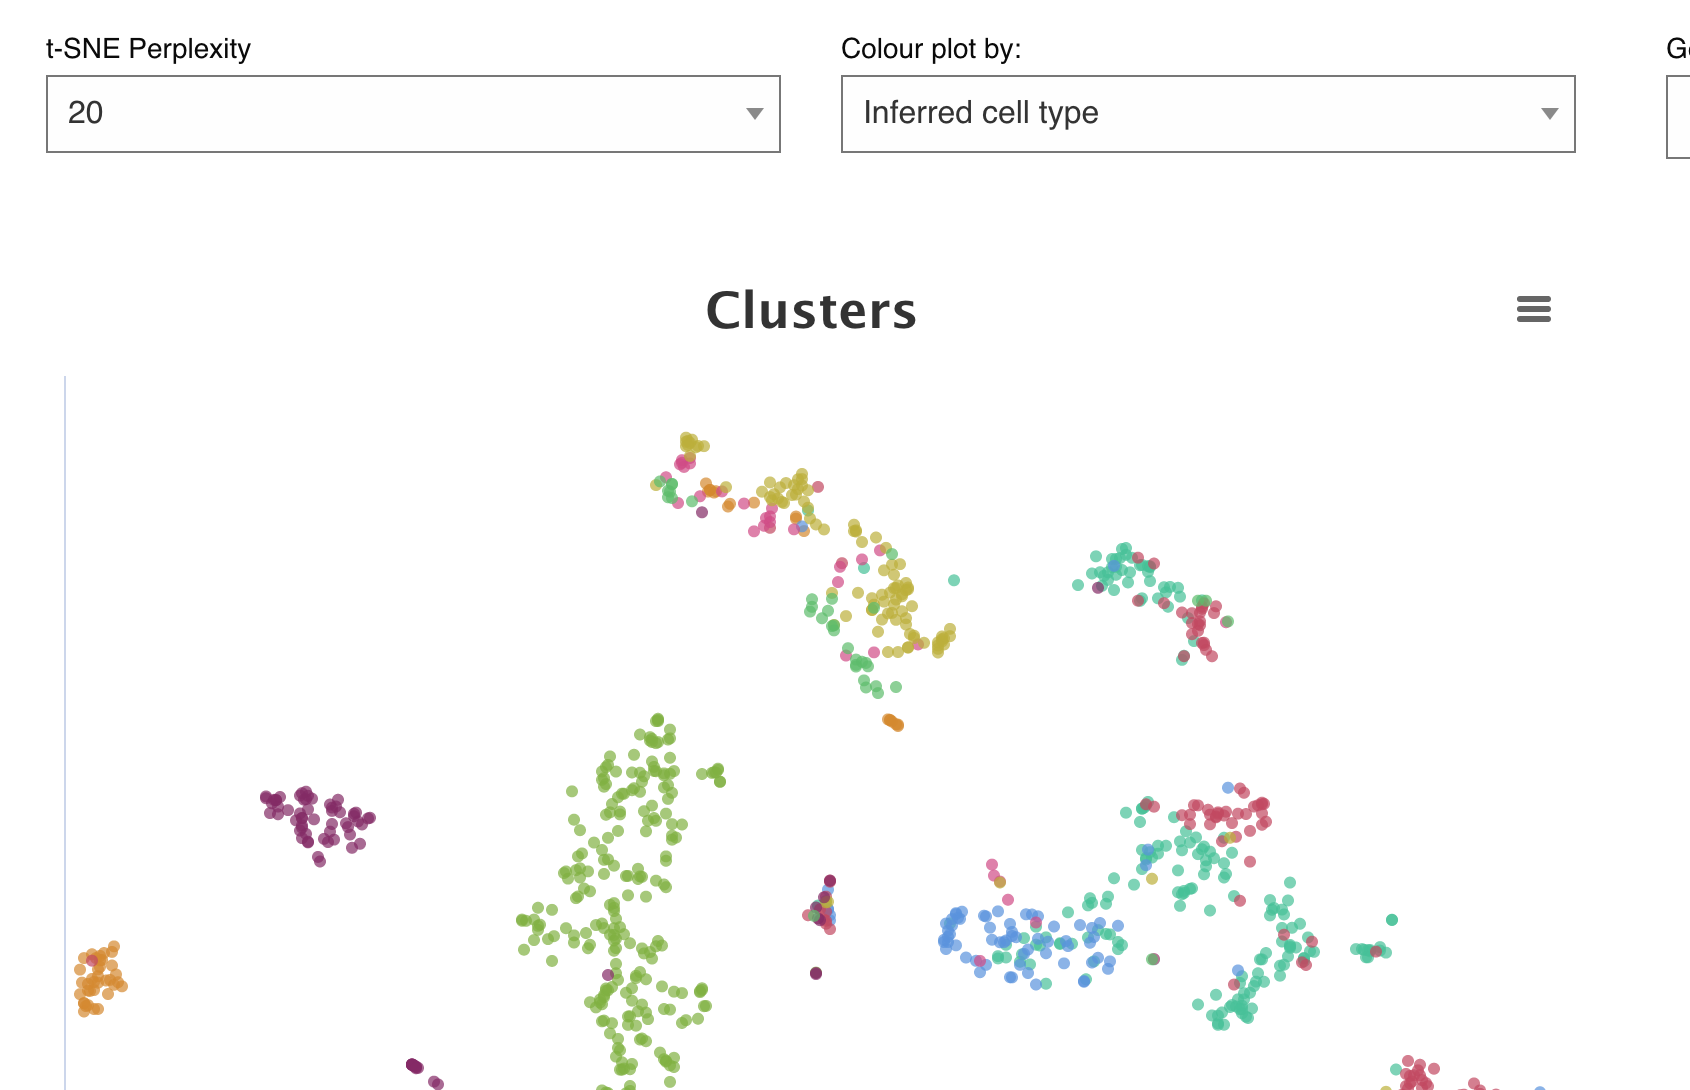 t-SNE Perplexity
Colour plot by:
20
Inferred cell type
Clusters